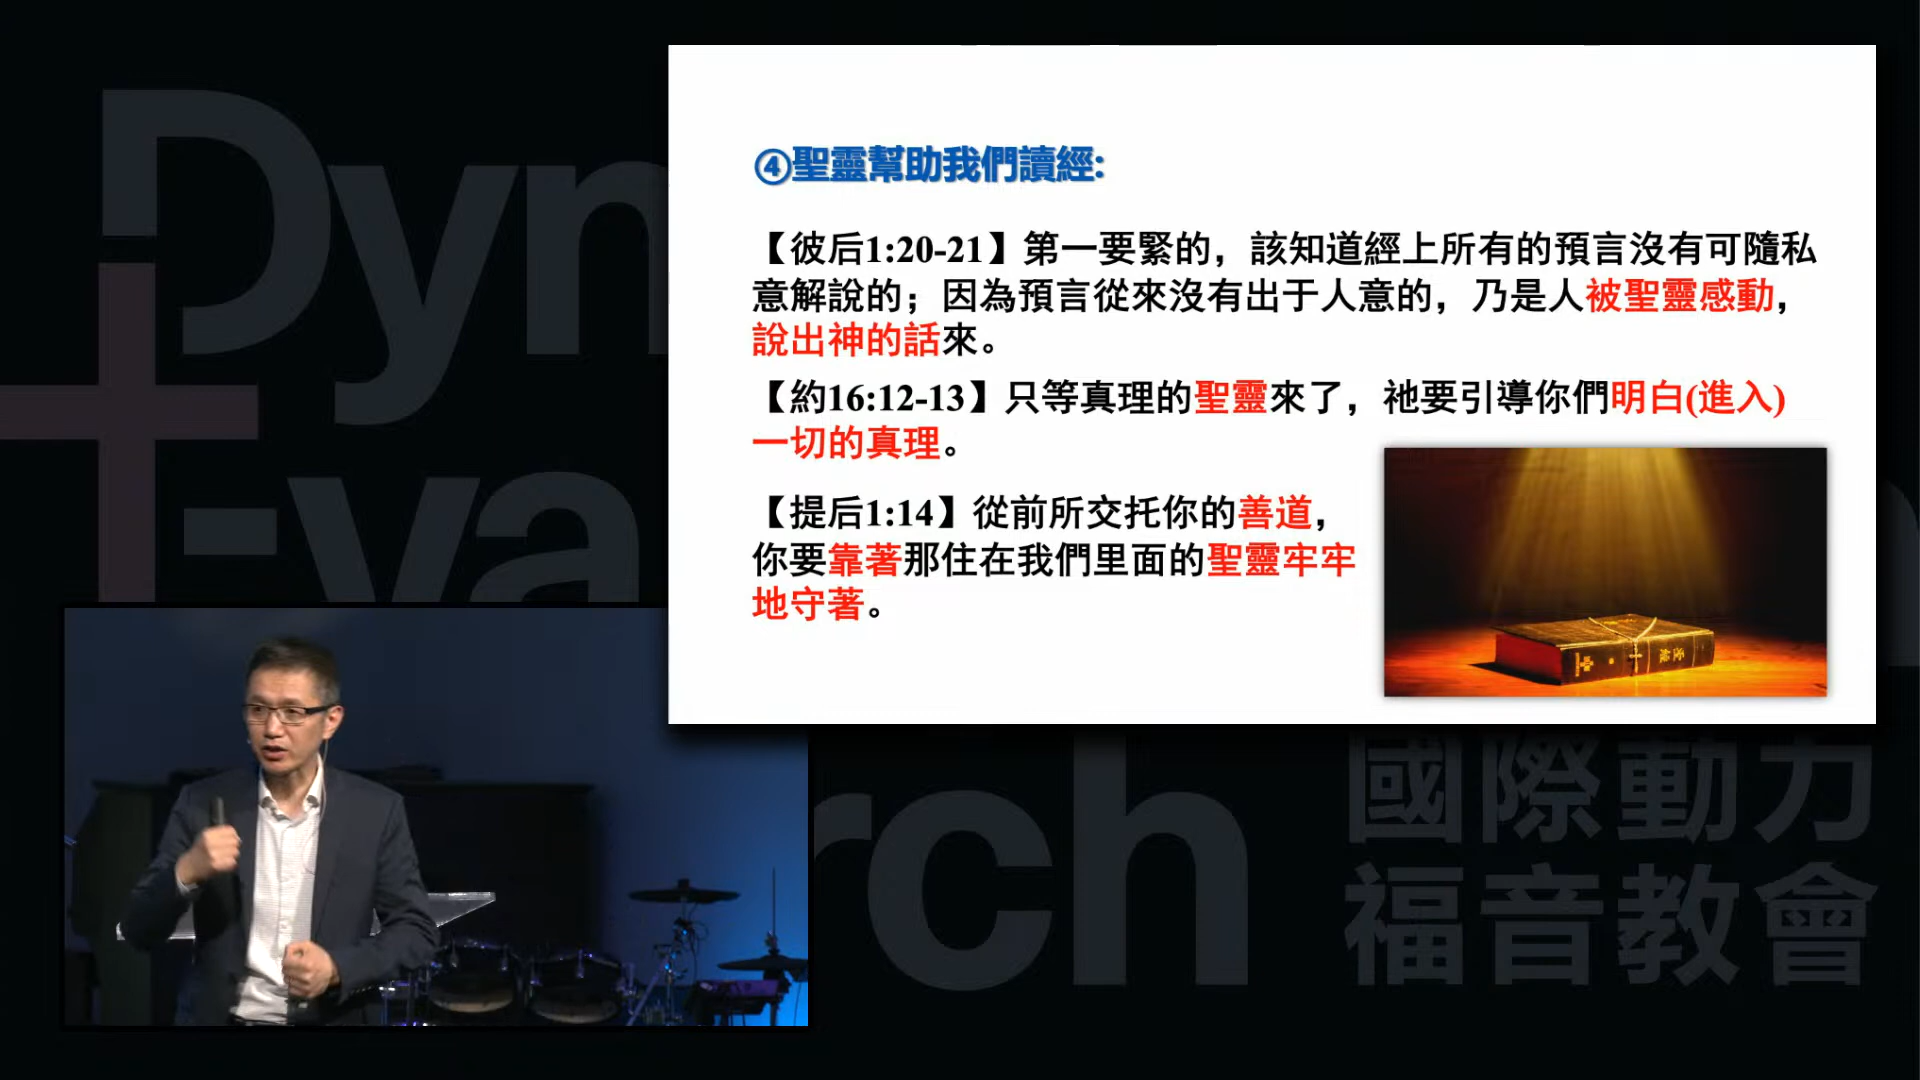 Dyn
t-va
rch
國際動力
福音教會
④聖靈幫助我們讀經:
【彼后1:20-21】第一要緊的，該知道經上所有的預言沒有可隨私
意解說的；因為預言從來沒有出于人意的，乃是人被聖靈感動，
說出神的話來。
【約16:12-13】只等真理的聖靈來了，祂要引導你們明白(進入)
一切的真理。
【提后1:14】從前所交托你的善道，
你要靠著那住在我們里面的聖靈牢牢
地守著。
聖經